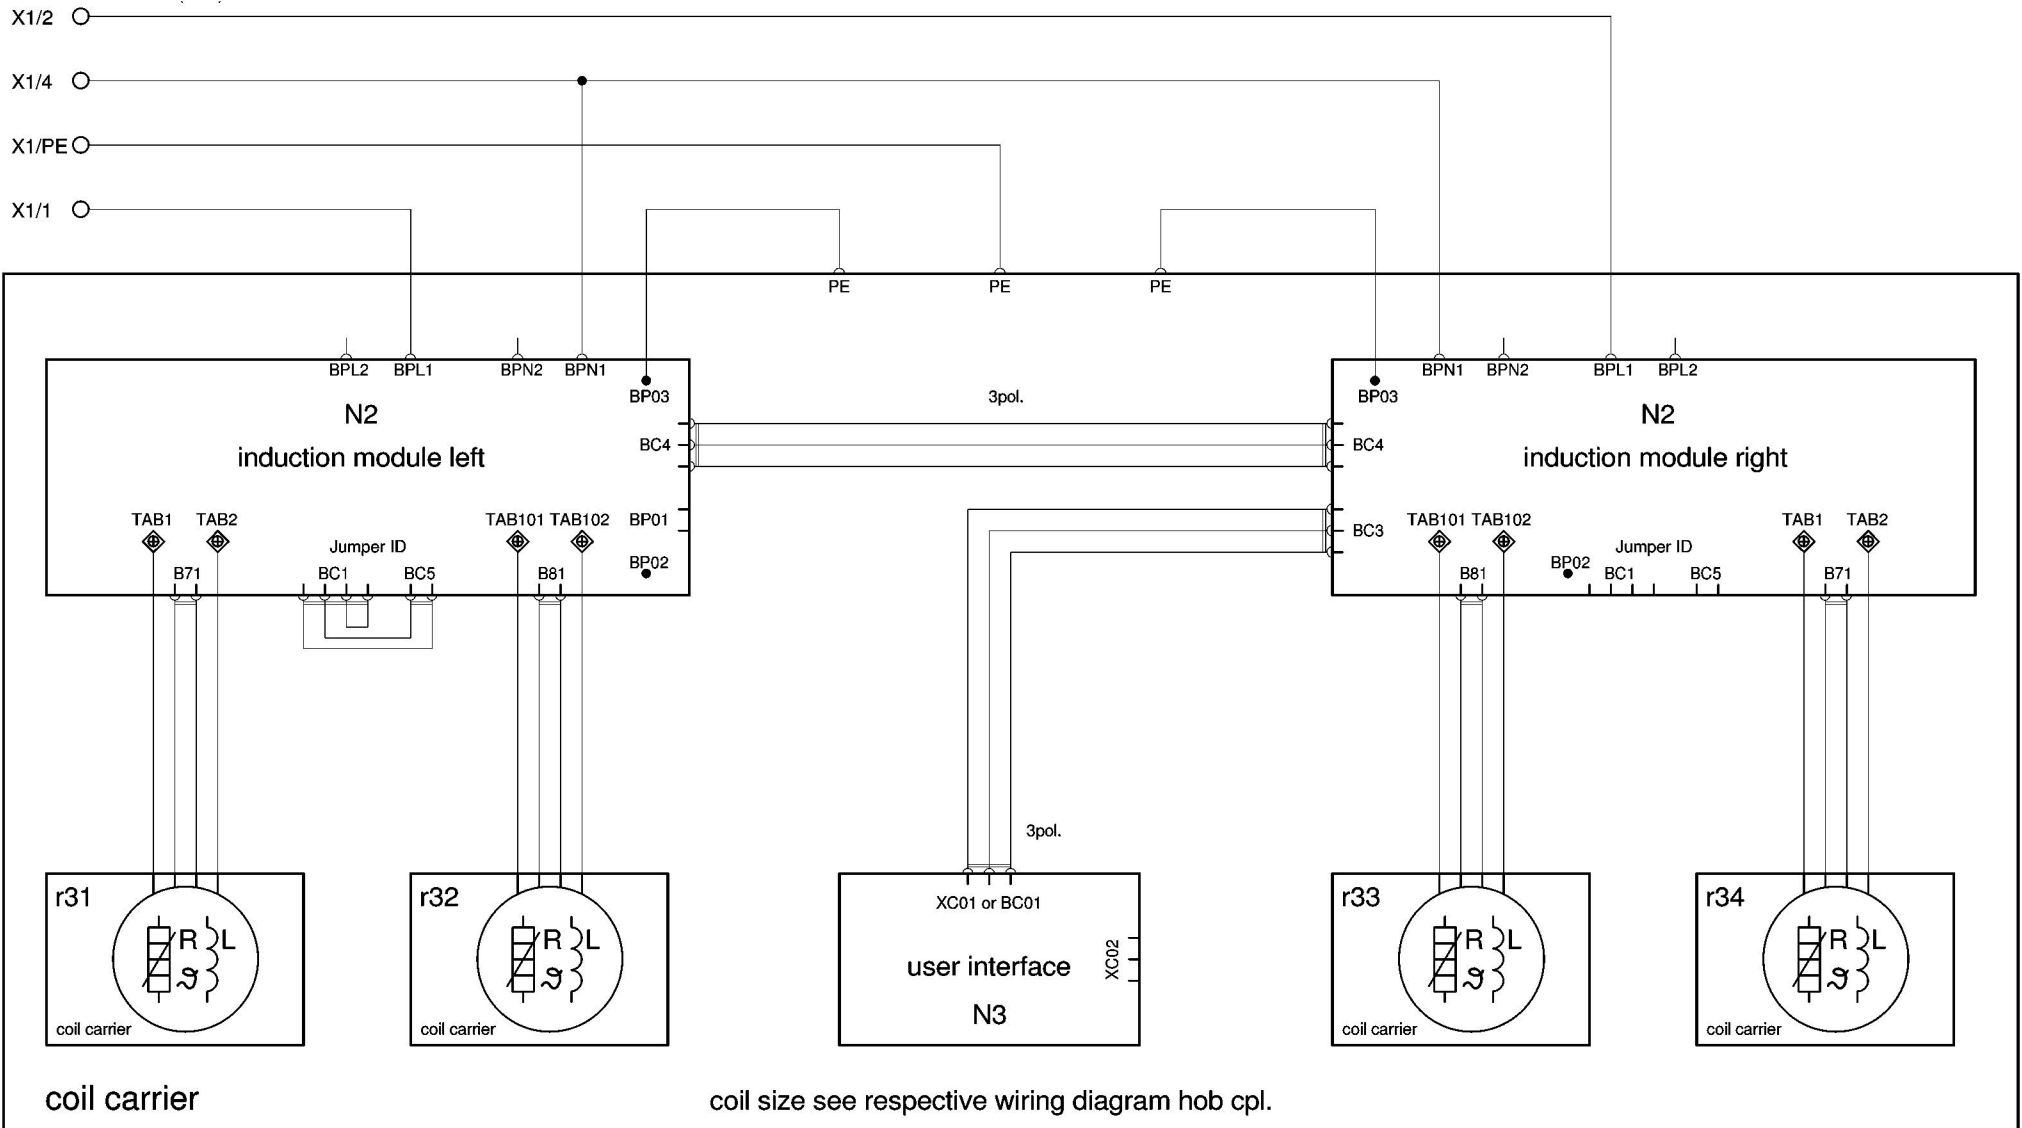 X1/2
X1/4
X1/PE
X1/1
PE PE PE
BPL2 BPL1 BPN2 BPN1
BP03
N2
induction module left
BC4
TAB1 TAB2 TAB101 TAB102 BP01
Jumper ID
BP02
B71 BC1 BC5 B81
3pol.
BPN1 BPN2 BPL1 BPL2
BP03
N2
induction module right
BC4
BC3
TAB101 TAB102 TAB1 TAB2
Jumper ID
BP02
B81 BC1 BC5 B71
3pol.
r31
R L
ϑ
coil carrier
r32
R L
ϑ
coil carrier
XC01 or BC01
XC02
user interface
N3
r33
R L
ϑ
coil carrier
r34
R L
ϑ
coil carrier
coil carrier
coil size see respective wiring diagram hob cpl.